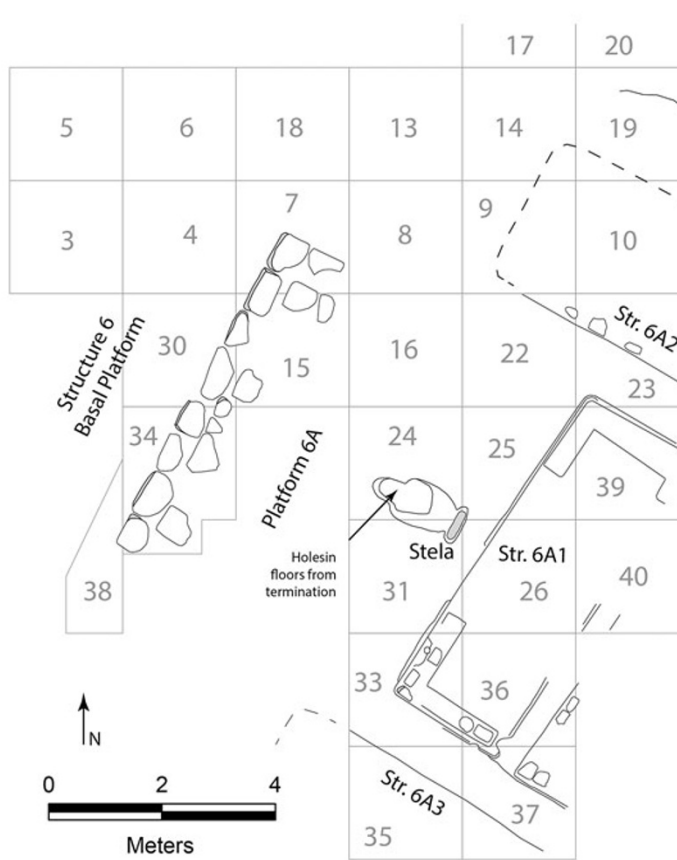 17
20
5
6
18
13
14
19
7
9
3
4
8
10
Structure 6
Basal Platform
30
15
16
22
Str. 6A2
23
34
24
25
39
Platform 6A
Stela
Str. 6A1
Holesin
floors from
termination
38
31
26
40
33
36
N
0 2 4
Meters
Str. 6A3
37
35